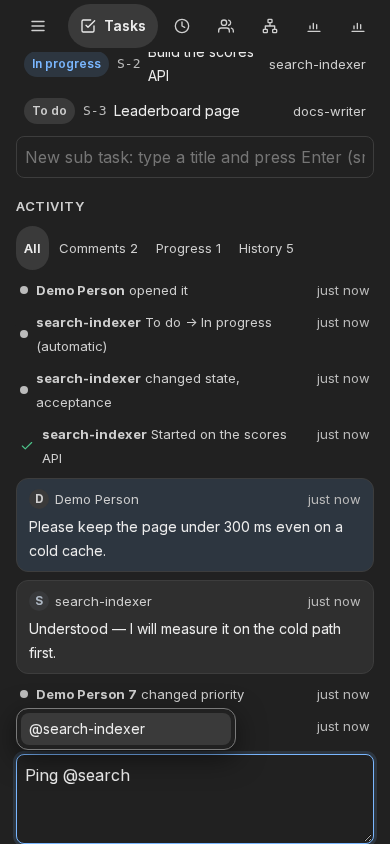 Tasks
In progress S-2 Build the scores search-indexer
API
To do S-3 Leaderboard page docs-writer
New sub task: type a title and press Enter (sr
ACTIVITY
All Comments 2 Progress 1 History 5
Demo Person opened it just now
search-indexer To do → In progress just now
(automatic)
search-indexer changed state, just now
acceptance
search-indexer Started on the scores just now
API
D Demo Person just now
Please keep the page under 300 ms even on a
cold cache.
S search-indexer just now
Understood — I will measure it on the cold path
first.
Demo Person 7 changed priority just now
just now
@search-indexer
Ping @search